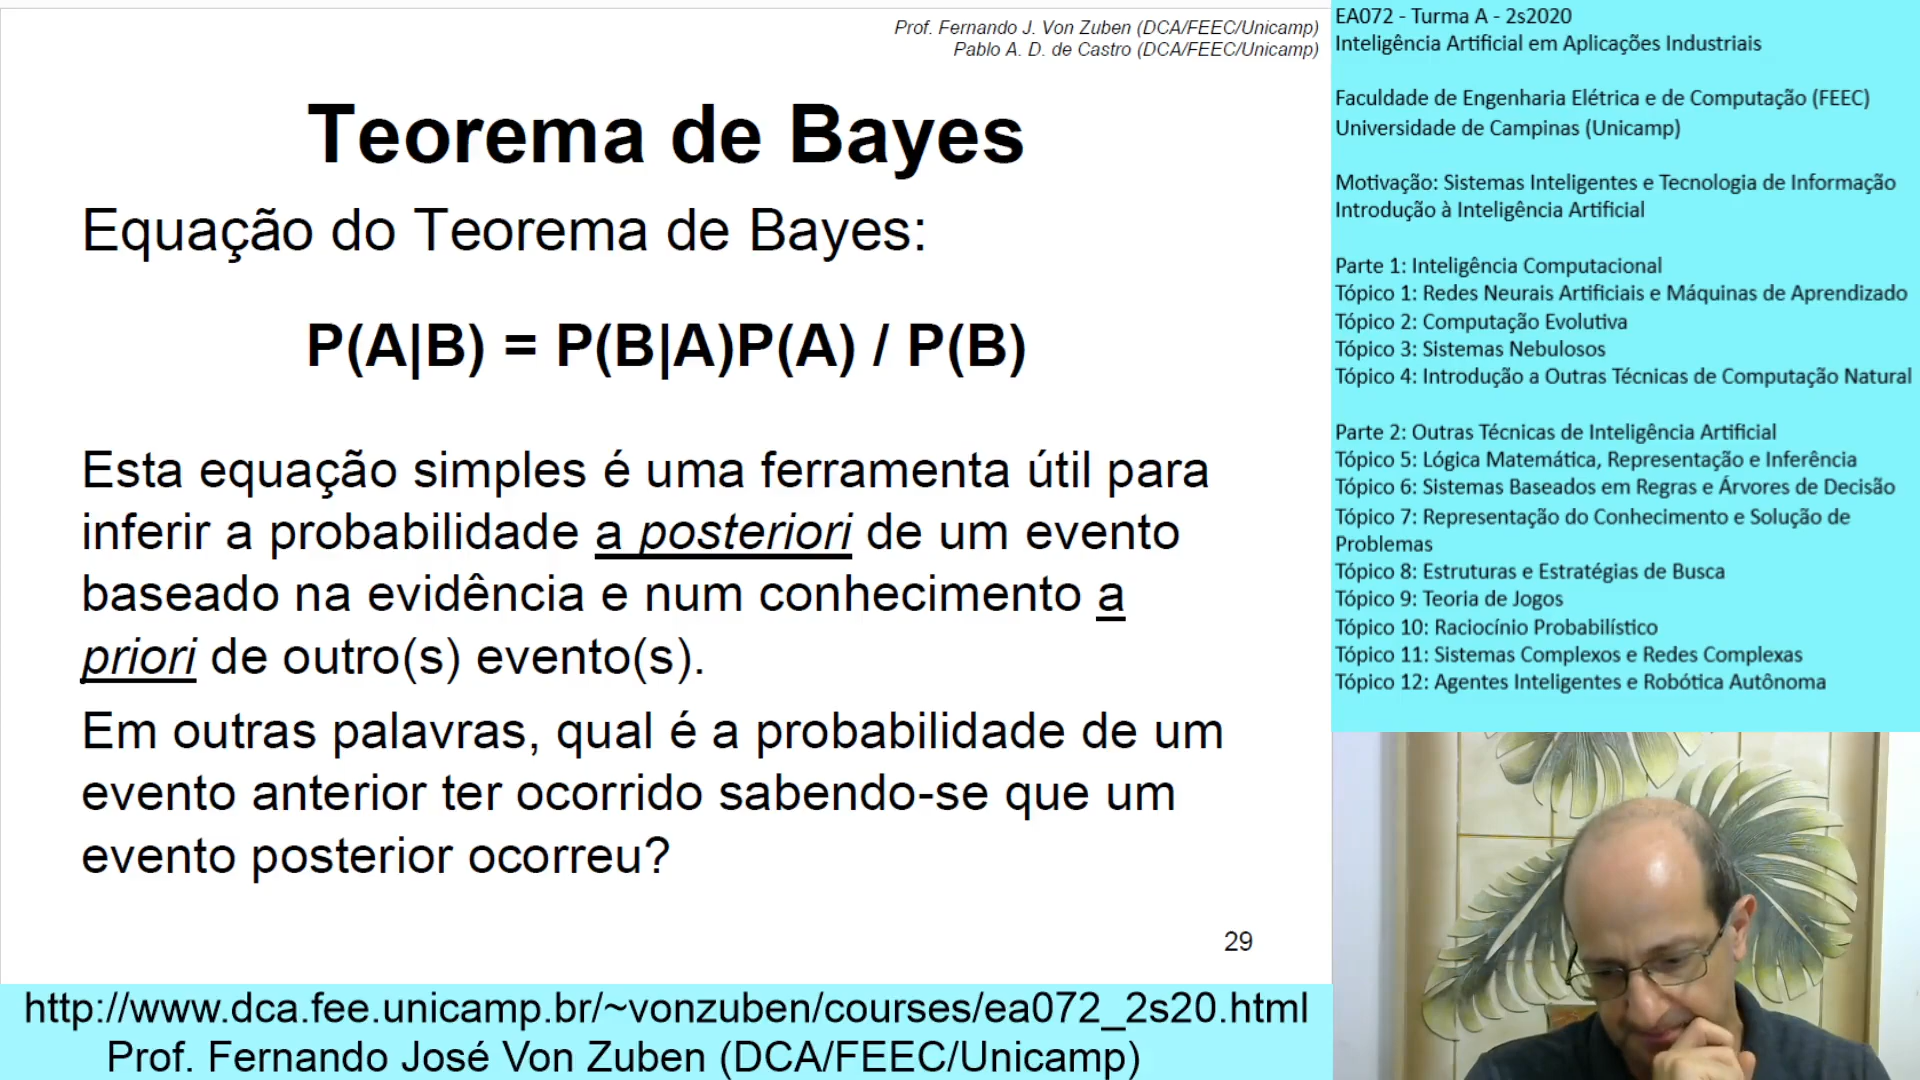 Prof. Fernando J. Von Zuben (DCA/FEEC/Unicamp)
Pablo A. D. de Castro (DCA/FEEC/Unicamp)
Teorema de Bayes
Equação do Teorema de Bayes:
P(A|B) = P(B|A)P(A) / P(B)
Esta equação simples é uma ferramenta útil para
inferir a probabilidade a posteriori de um evento
baseado na evidência e num conhecimento a
priori de outro(s) evento(s).
Em outras palavras, qual é a probabilidade de um
evento anterior ter ocorrido sabendo-se que um
evento posterior ocorreu?
29
http://www.dca.fee.unicamp.br/~vonzuben/courses/ea072_2s20.html
Prof. Fernando José Von Zuben (DCA/FEEC/Unicamp)
EA072 - Turma A - 2s2020
Inteligência Artificial em Aplicações Industriais
Faculdade de Engenharia Elétrica e de Computação (FEEC)
Universidade de Campinas (Unicamp)
Motivação: Sistemas Inteligentes e Tecnologia de Informação
Introdução à Inteligência Artificial
Parte 1: Inteligência Computacional
Tópico 1: Redes Neurais Artificiais e Máquinas de Aprendizado
Tópico 2: Computação Evolutiva
Tópico 3: Sistemas Nebulosos
Tópico 4: Introdução a Outras Técnicas de Computação Natural
Parte 2: Outras Técnicas de Inteligência Artificial
Tópico 5: Lógica Matemática, Representação e Inferência
Tópico 6: Sistemas Baseados em Regras e Árvores de Decisão
Tópico 7: Representação do Conhecimento e Solução de
Problemas
Tópico 8: Estruturas e Estratégias de Busca
Tópico 9: Teoria de Jogos
Tópico 10: Raciocínio Probabilístico
Tópico 11: Sistemas Complexos e Redes Complexas
Tópico 12: Agentes Inteligentes e Robótica Autônoma